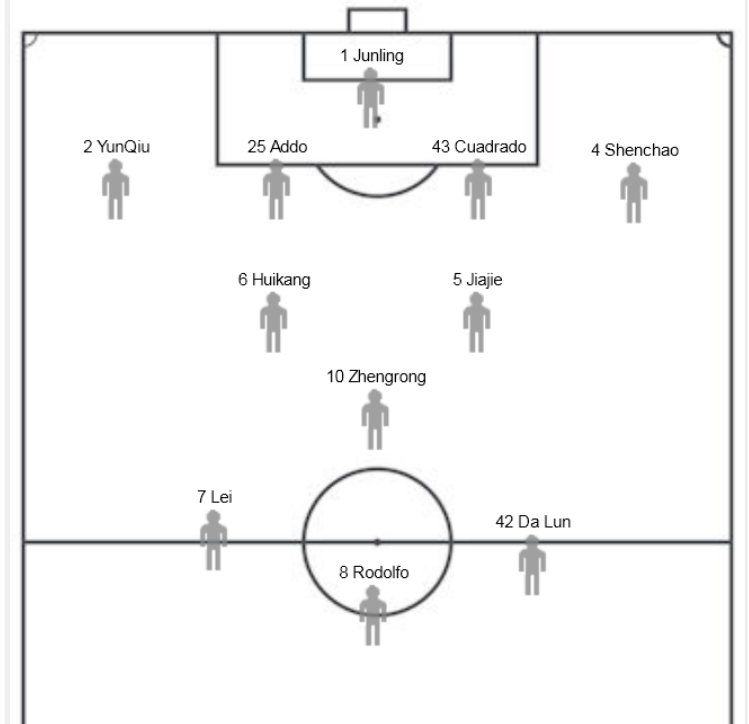 1 Junling
2 YunQiu
25 Addo
43 Cuadrado
4 Shenchao
6 Huikang
5 Jiajie
10 Zhengrong
7 Lei
42 Da Lun
8 Rodolfo